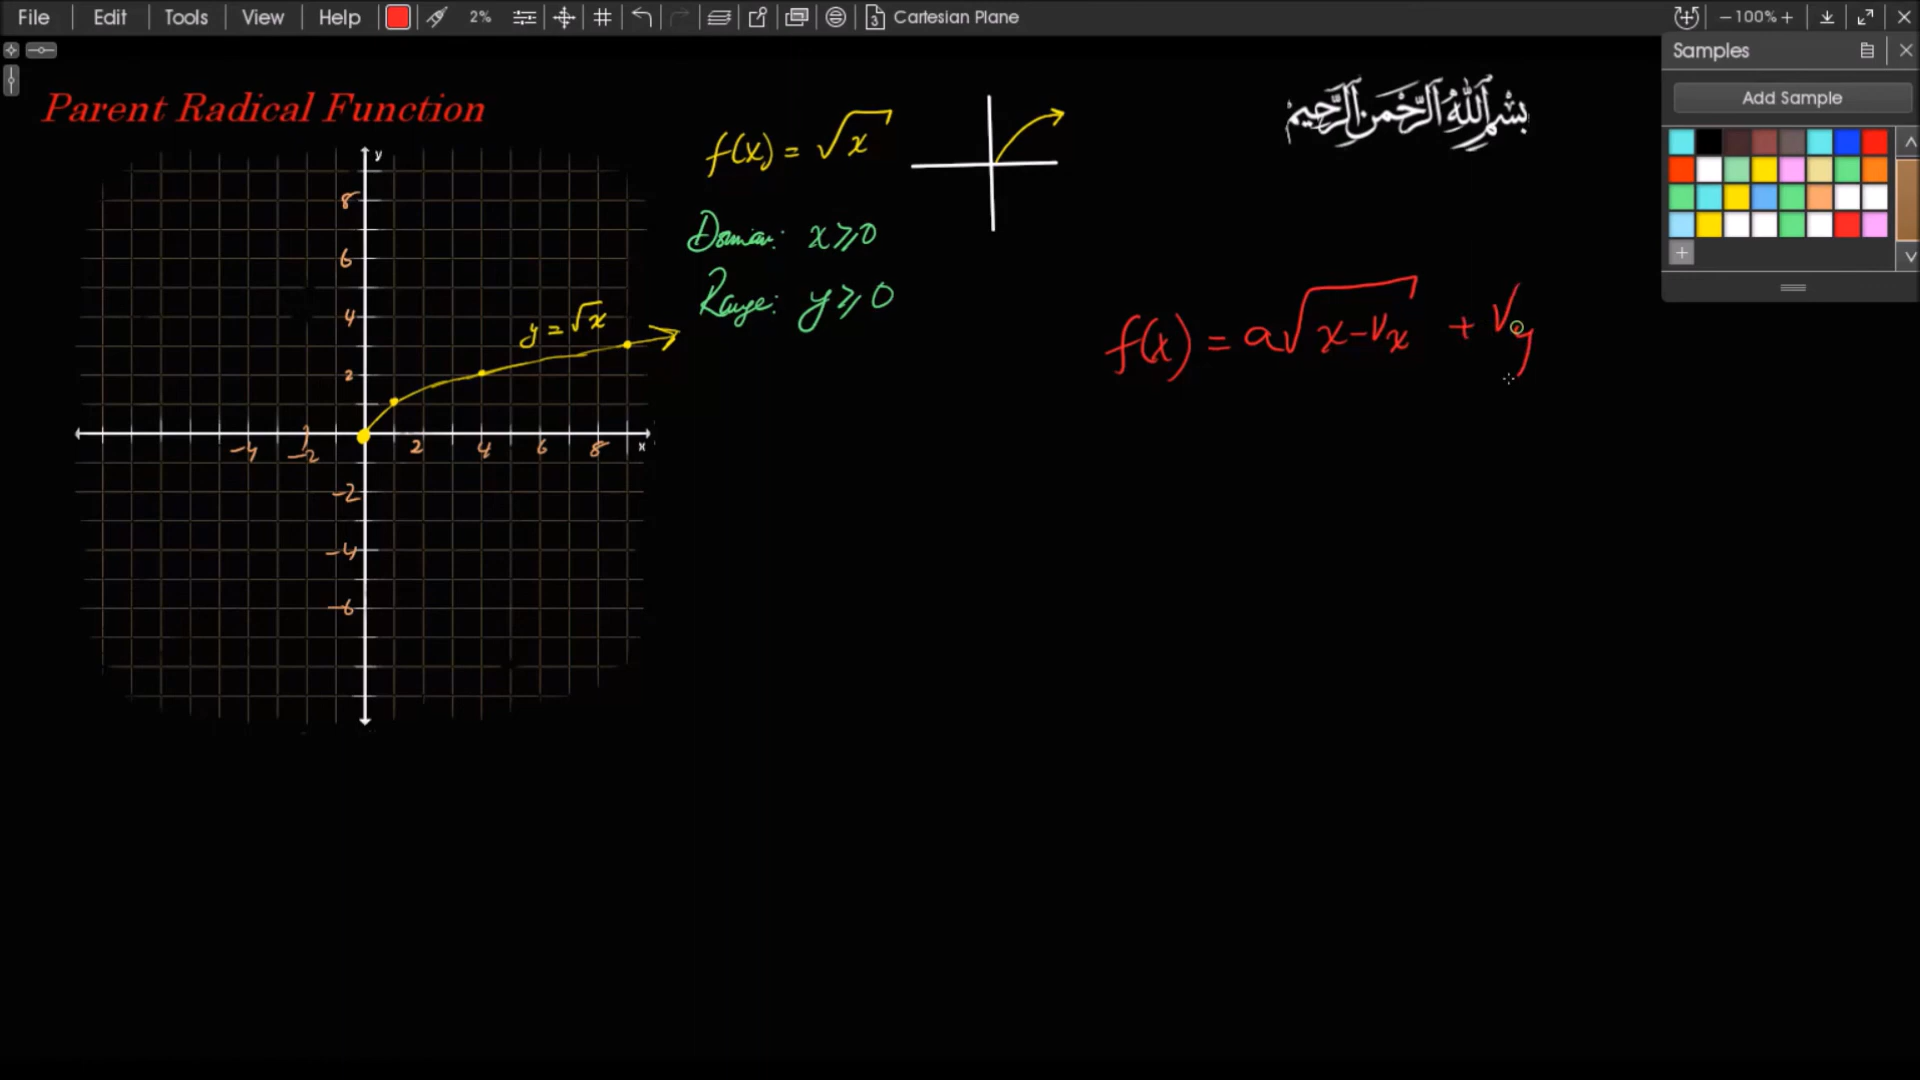 File Edit Tools View Help 2% Cartesian Plane −100%+
Samples
Add Sample
Parent Radical Function
بسم الله الرحمن الرحيم
f(x) = √x
Domain: x⩾0
Range: y⩾0
f(x) = a√x−Vx + Vy
y
8
6
4
2
y = √x
-4 -2 2 4 6 8 x
-2
-4
-6